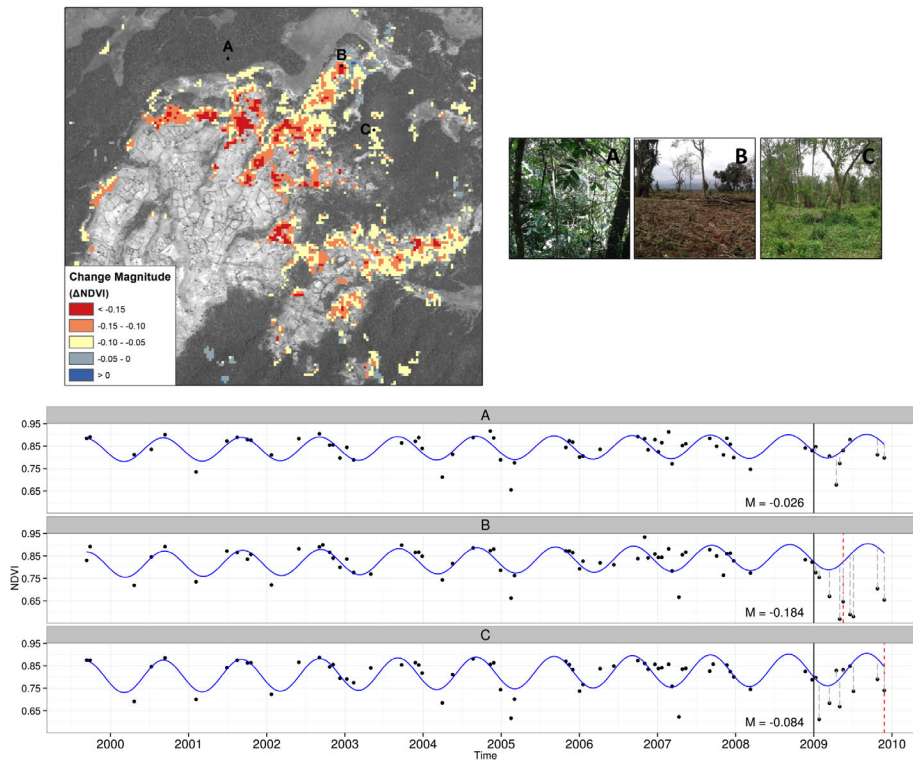 A
B
C
Change Magnitude
(ΔNDVI)
< -0.15
-0.15 - -0.10
-0.10 - -0.05
-0.05 - 0
> 0
A
B
C
A
0.95
0.85
0.75
0.65
M = -0.026
B
0.95
0.85
0.75
0.65
M = -0.184
NDVI
C
0.95
0.85
0.75
0.65
M = -0.084
2000 2001 2002 2003 2004 2005 2006 2007 2008 2009 2010
Time